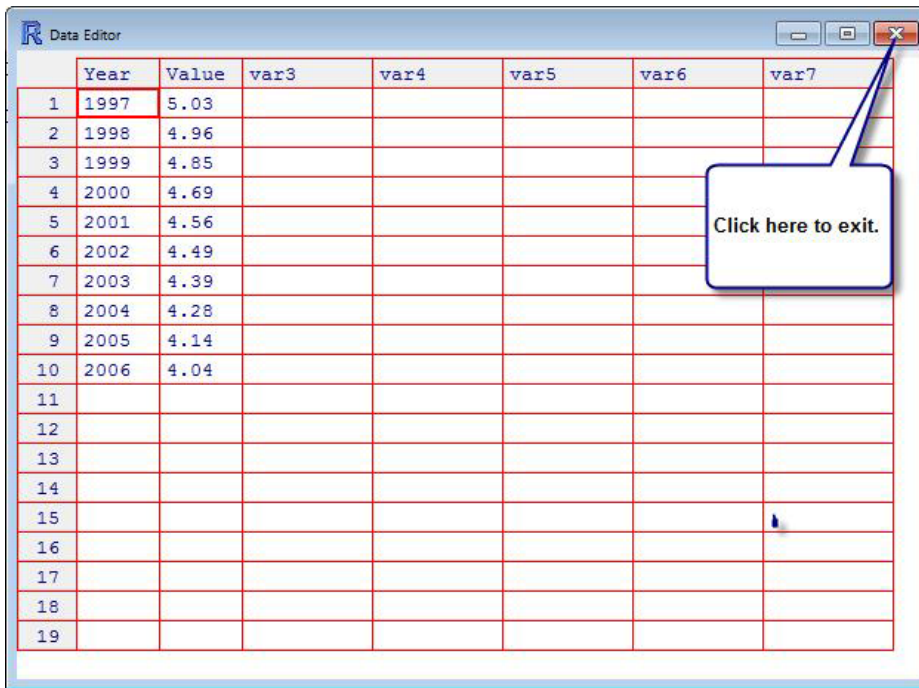 R Data Editor
Year Value var3 var4 var5 var6 var7
1 1997 5.03
2 1998 4.96
3 1999 4.85
4 2000 4.69
5 2001 4.56
6 2002 4.49
7 2003 4.39
8 2004 4.28
9 2005 4.14
10 2006 4.04
11
12
13
14
15
16
17
18
19
Click here to exit.